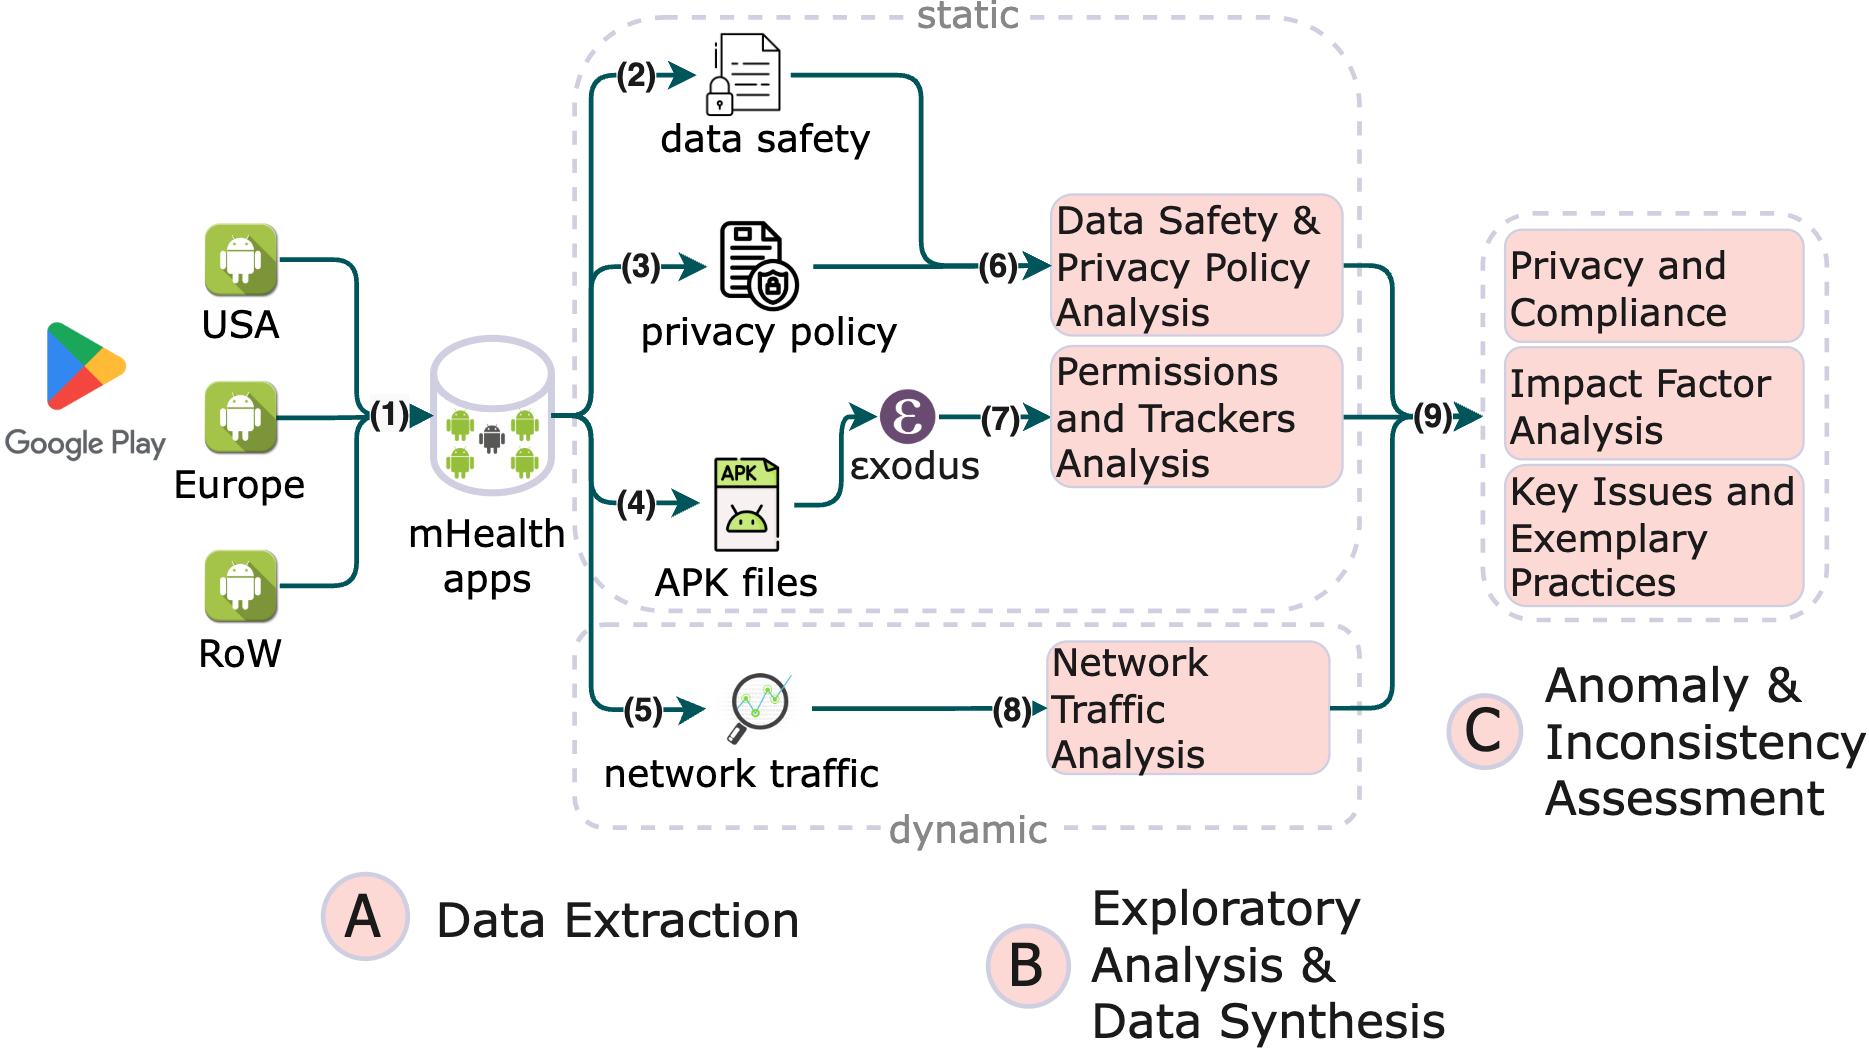 static
(2)
data safety
(3)
privacy policy
(6)
Data Safety &
Privacy Policy
Analysis
USA
Google Play
Europe
RoW
(1)
mHealth
apps
(4)
APK
APK files
ε
εxodus
(7)
Permissions
and Trackers
Analysis
(5)
network traffic
(8)
Network
Traffic
Analysis
dynamic
(9)
Privacy and
Compliance
Impact Factor
Analysis
Key Issues and
Exemplary
Practices
A
Data Extraction
B
Exploratory
Analysis &
Data Synthesis
C
Anomaly &
Inconsistency
Assessment